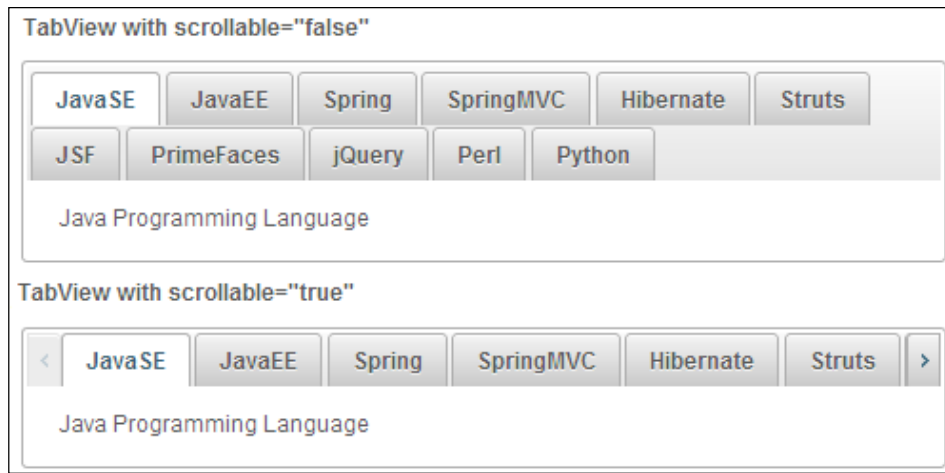 TabView with scrollable="false"
JavaSE JavaEE Spring SpringMVC Hibernate Struts
JSF PrimeFaces jQuery Perl Python
Java Programming Language
TabView with scrollable="true"
< JavaSE JavaEE Spring SpringMVC Hibernate Struts >
Java Programming Language